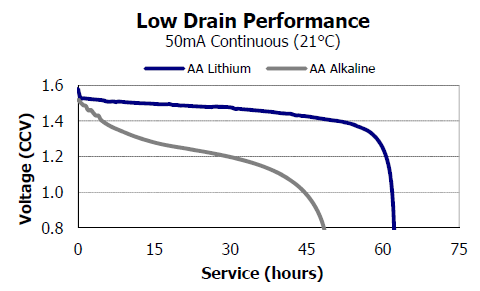 Low Drain Performance
50mA Continuous (21°C)
AA Lithium AA Alkaline
1.6
1.4
1.2
1.0
0.8
Voltage (CCV)
0 15 30 45 60 75
Service (hours)